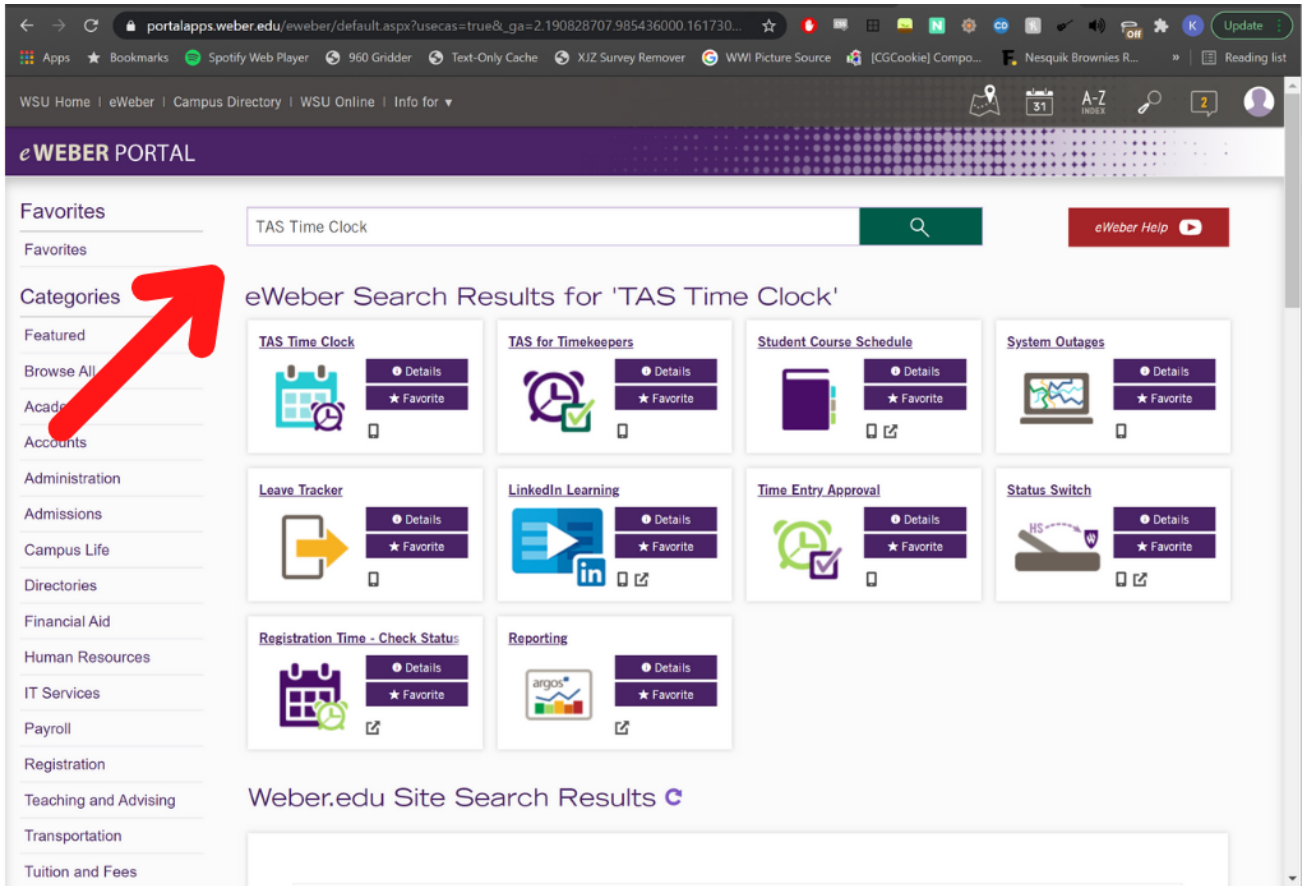 portalapps.weber.edu/eweber/default.aspx?usecas=true&_ga=2.190828707.985436000.161730...
Off
K
Update
Apps
Bookmarks
Spotify Web Player
960 Gridder
Text-Only Cache
XJZ Survey Remover
WWI Picture Source
[CGCookie] Compo...
Nesquik Brownies R...
»
Reading list
WSU Home | eWeber | Campus Directory | WSU Online | Info for ▾
31
A-Z
INDEX
2
eWEBER PORTAL
Favorites
Favorites
Categories
Featured
Browse All
Accounts
Administration
Admissions
Campus Life
Directories
Financial Aid
Human Resources
IT Services
Payroll
Registration
Teaching and Advising
Transportation
Tuition and Fees
TAS Time Clock
eWeber Help
eWeber Search Results for 'TAS Time Clock'
TAS Time Clock
Details
Favorite
TAS for Timekeepers
Details
Favorite
Student Course Schedule
Details
Favorite
System Outages
Details
Favorite
Leave Tracker
Details
Favorite
LinkedIn Learning
in
Details
Favorite
Time Entry Approval
Details
Favorite
Status Switch
HS
W
Details
Favorite
Registration Time - Check Status
Details
Favorite
Reporting
argos
Details
Favorite
Weber.edu Site Search Results